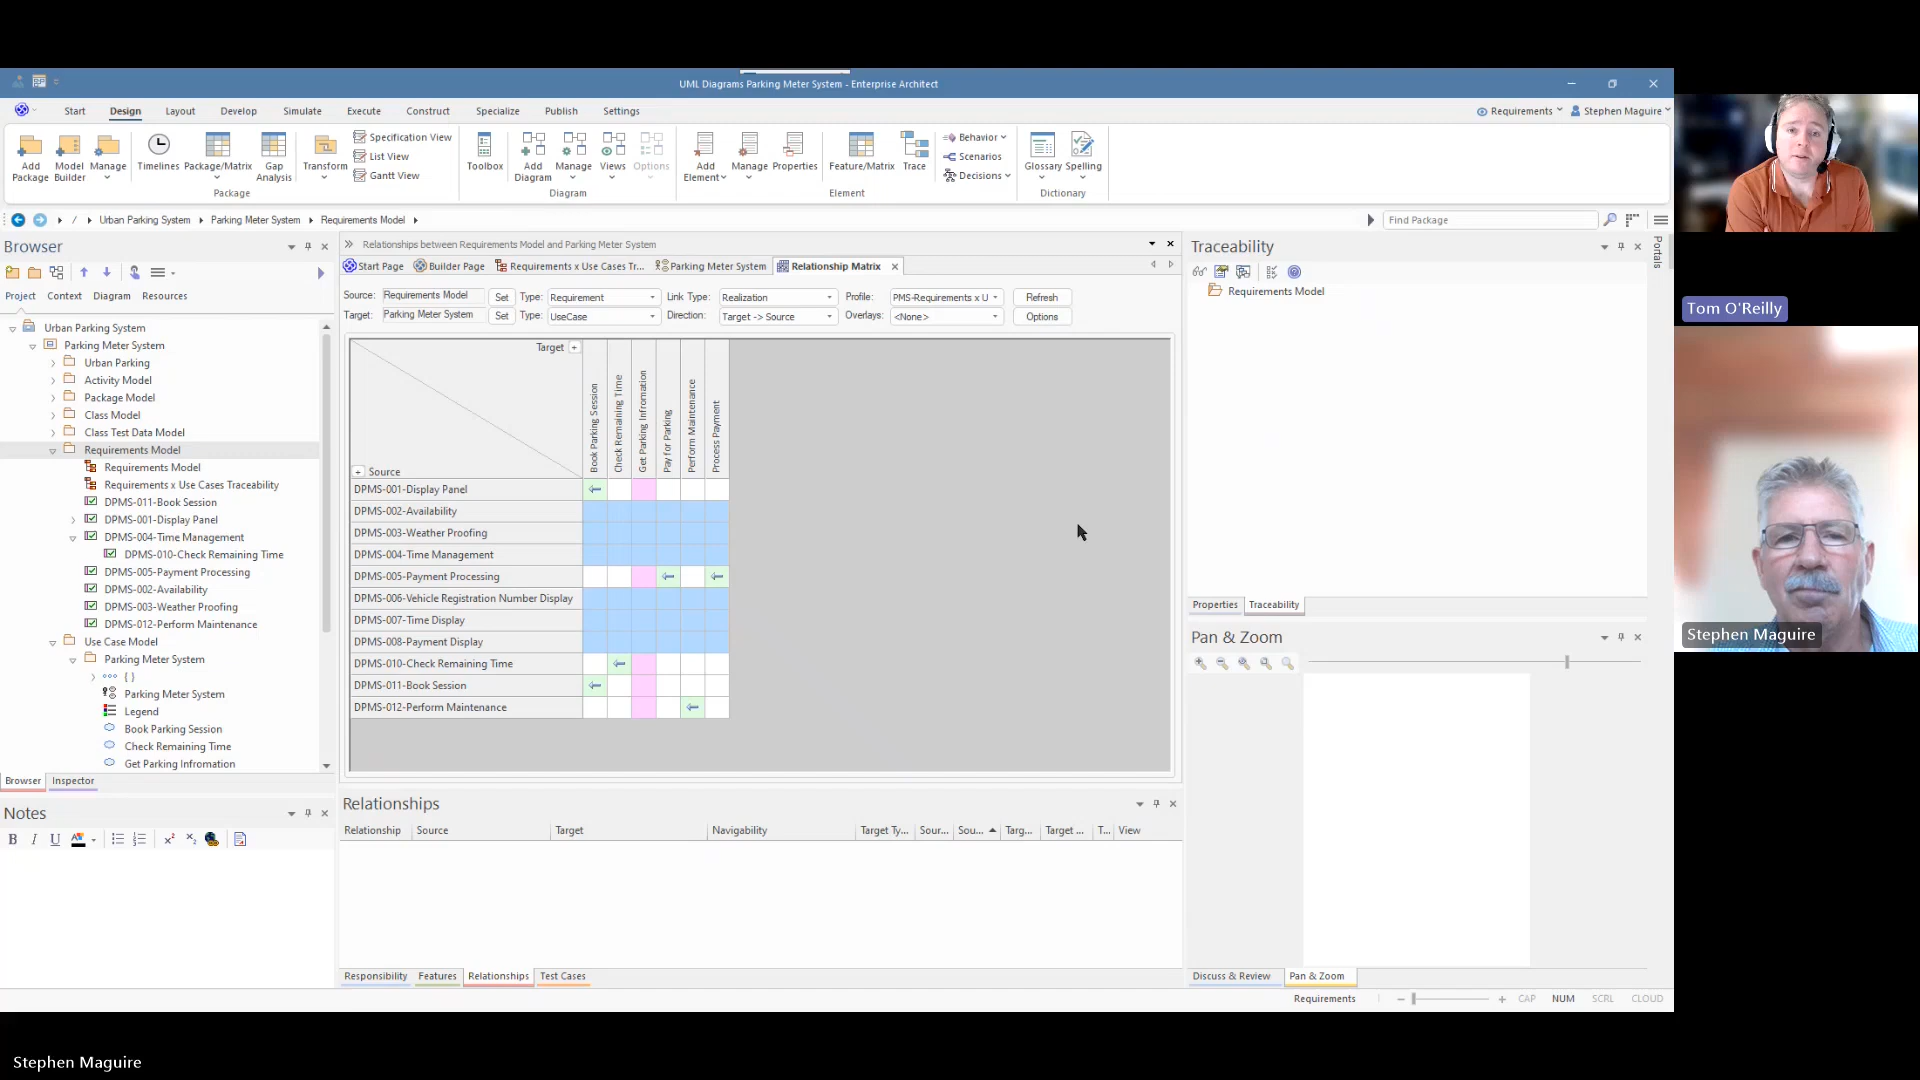 UML Diagrams Parking Meter System - Enterprise Architect
Start Design Layout Develop Simulate Execute Construct Specialize Publish Settings
Requirements Stephen Maguire
Add Package
Model Builder
Manage
Timelines
Package/Matrix
Gap Analysis
Transform
Specification View
List View
Gantt View
Package
Toolbox
Add Diagram
Manage
Views
Options
Diagram
Add Element
Manage
Properties
Feature/Matrix
Trace
Behavior
Scenarios
Decisions
Element
Glossary
Spelling
Dictionary
/ Urban Parking System Parking Meter System Requirements Model
Find Package
Portals
Browser
Project Context Diagram Resources
Urban Parking System
Parking Meter System
Urban Parking
Activity Model
Package Model
Class Model
Class Test Data Model
Requirements Model
Requirements Model
Requirements x Use Cases Traceability
DPMS-011-Book Session
DPMS-001-Display Panel
DPMS-004-Time Management
DPMS-010-Check Remaining Time
DPMS-005-Payment Processing
DPMS-002-Availability
DPMS-003-Weather Proofing
DPMS-012-Perform Maintenance
Use Case Model
Parking Meter System
{ }
Parking Meter System
Legend
Book Parking Session
Check Remaining Time
Get Parking Infromation
Browser Inspector
Notes
B I U
Relationships between Requirements Model and Parking Meter System
Start Page Builder Page Requirements x Use Cases Tr... Parking Meter System Relationship Matrix
Source: Requirements Model Set Type: Requirement Link Type: Realization Profile: PMS-Requirements x U Refresh
Target: Parking Meter System Set Type: UseCase Direction: Target -> Source Overlays: <None> Options
Target +
Book Parking Session
Check Remaining Time
Get Parking Infromation
Pay for Parking
Perform Maintenance
Process Payment
+ Source
DPMS-001-Display Panel
DPMS-002-Availability
DPMS-003-Weather Proofing
DPMS-004-Time Management
DPMS-005-Payment Processing
DPMS-006-Vehicle Registration Number Display
DPMS-007-Time Display
DPMS-008-Payment Display
DPMS-010-Check Remaining Time
DPMS-011-Book Session
DPMS-012-Perform Maintenance
Relationships
Relationship Source Target Navigability Target Ty... Sour... Sou... Targ... Target ... T... View
Responsibility Features Relationships Test Cases
Traceability
Requirements Model
Properties Traceability
Pan & Zoom
Discuss & Review Pan & Zoom
Requirements CAP NUM SCRL CLOUD
Tom O'Reilly
Stephen Maguire
Stephen Maguire